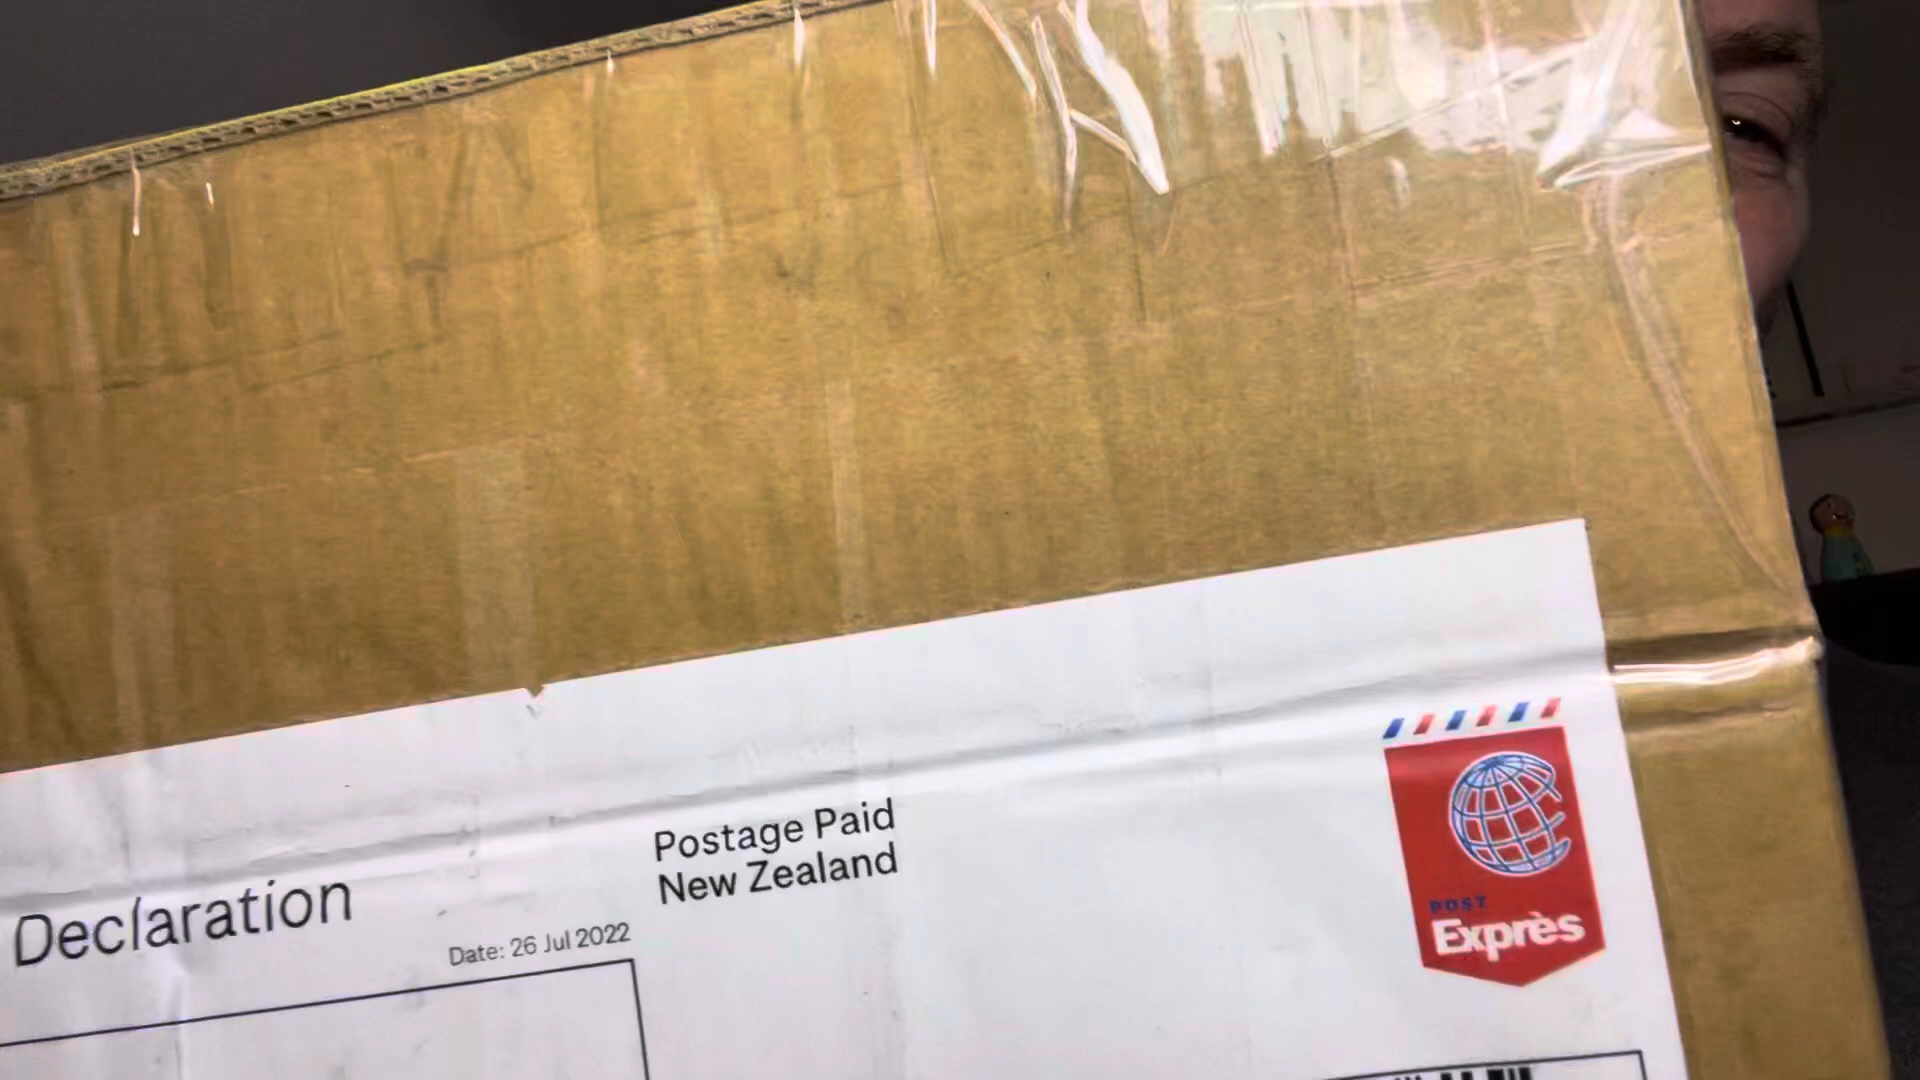 Postage Paid
New Zealand
Declaration
Date: 26 Jul 2022
POST
Exprès